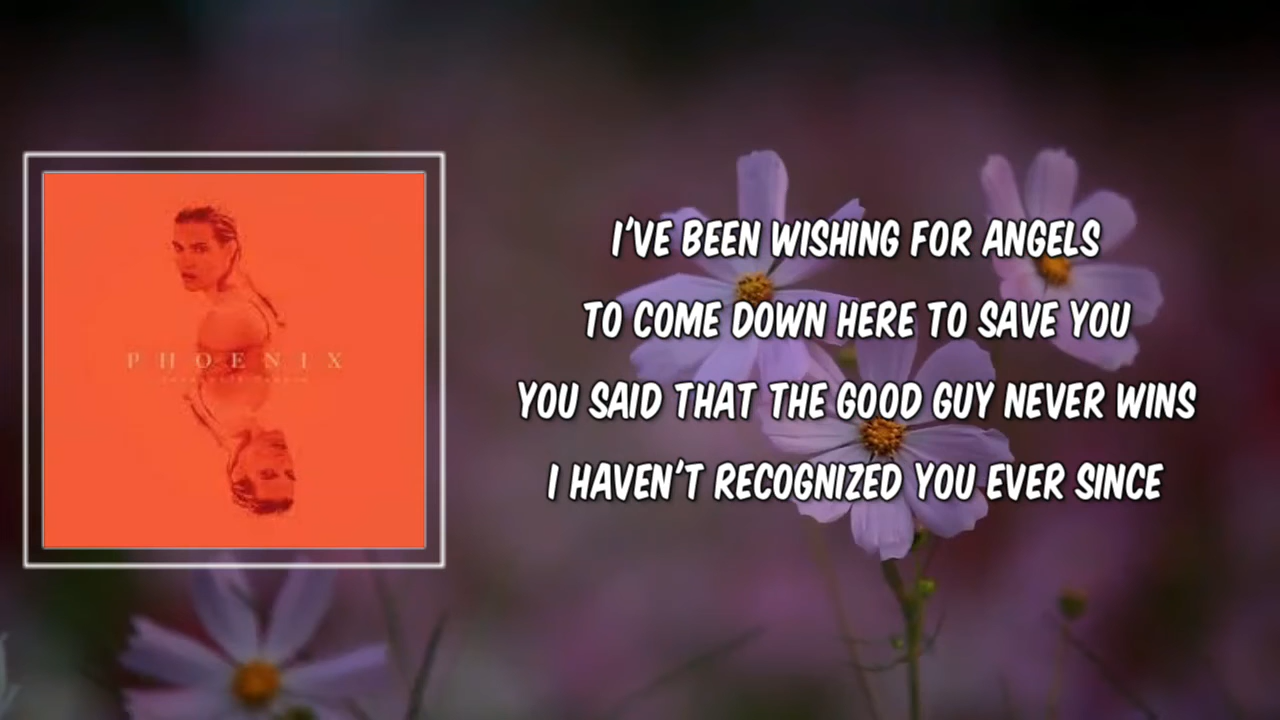 PHOENIX
I'VE BEEN WISHING FOR ANGELS
TO COME DOWN HERE TO SAVE YOU
YOU SAID THAT THE GOOD GUY NEVER WINS
I HAVEN'T RECOGNIZED YOU EVER SINCE